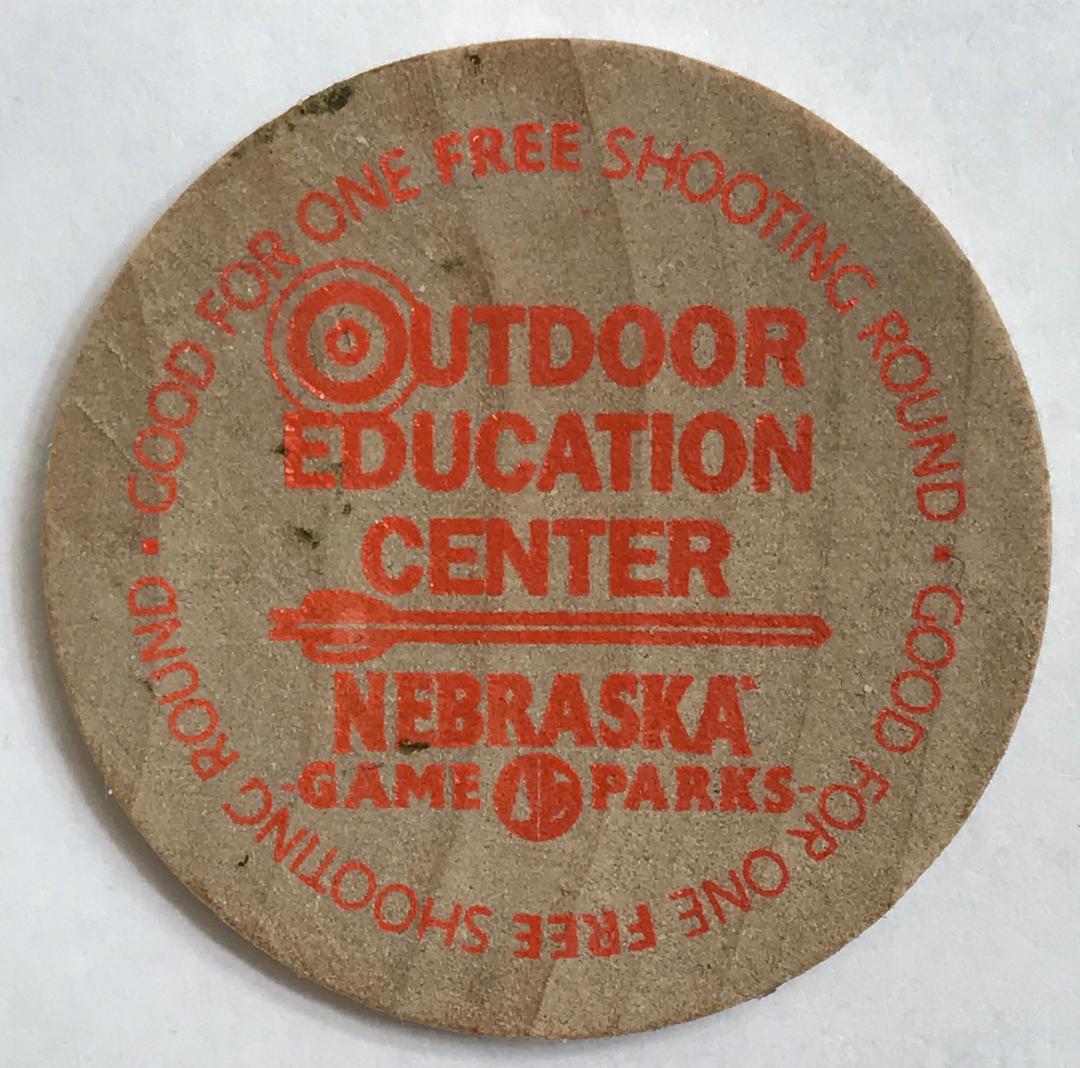 GOOD FOR ONE FREE SHOOTING ROUND ▪ GOOD FOR ONE FREE SHOOTING ROUND ▪
OUTDOOR
EDUCATION
CENTER
NEBRASKA
-GAME PARKS-